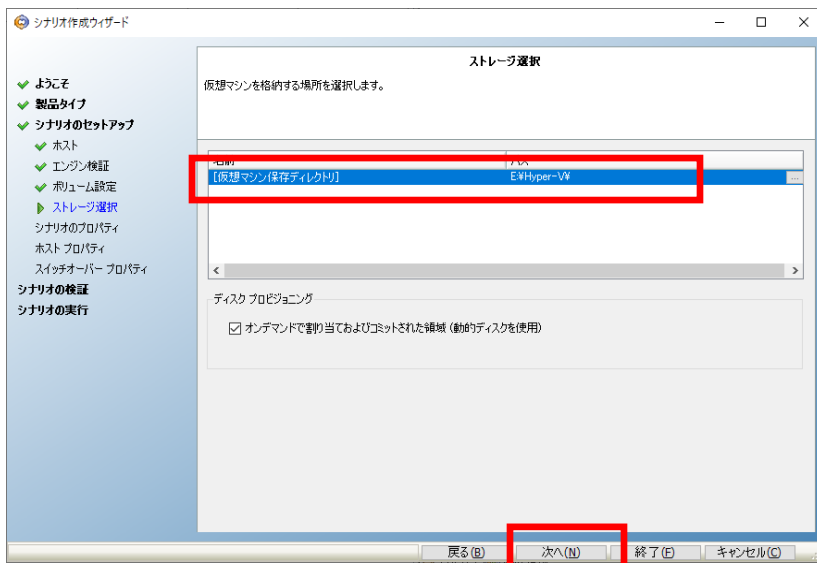 シナリオ作成ウィザード
ストレージ選択
仮想マシンを格納する場所を選択します。
ようこそ
製品タイプ
シナリオのセットアップ
ホスト
エンジン検証
ボリューム設定
ストレージ選択
シナリオのプロパティ
ホスト プロパティ
スイッチオーバー プロパティ
シナリオの検証
シナリオの実行
[仮想マシン保存ディレクトリ] E:¥Hyper-V¥ ...
ディスク プロビジョニング
オンデマンドで割り当ておよびコミットされた領域 (動的ディスクを使用)
戻る(B) 次へ(N) 終了(F) キャンセル(C)